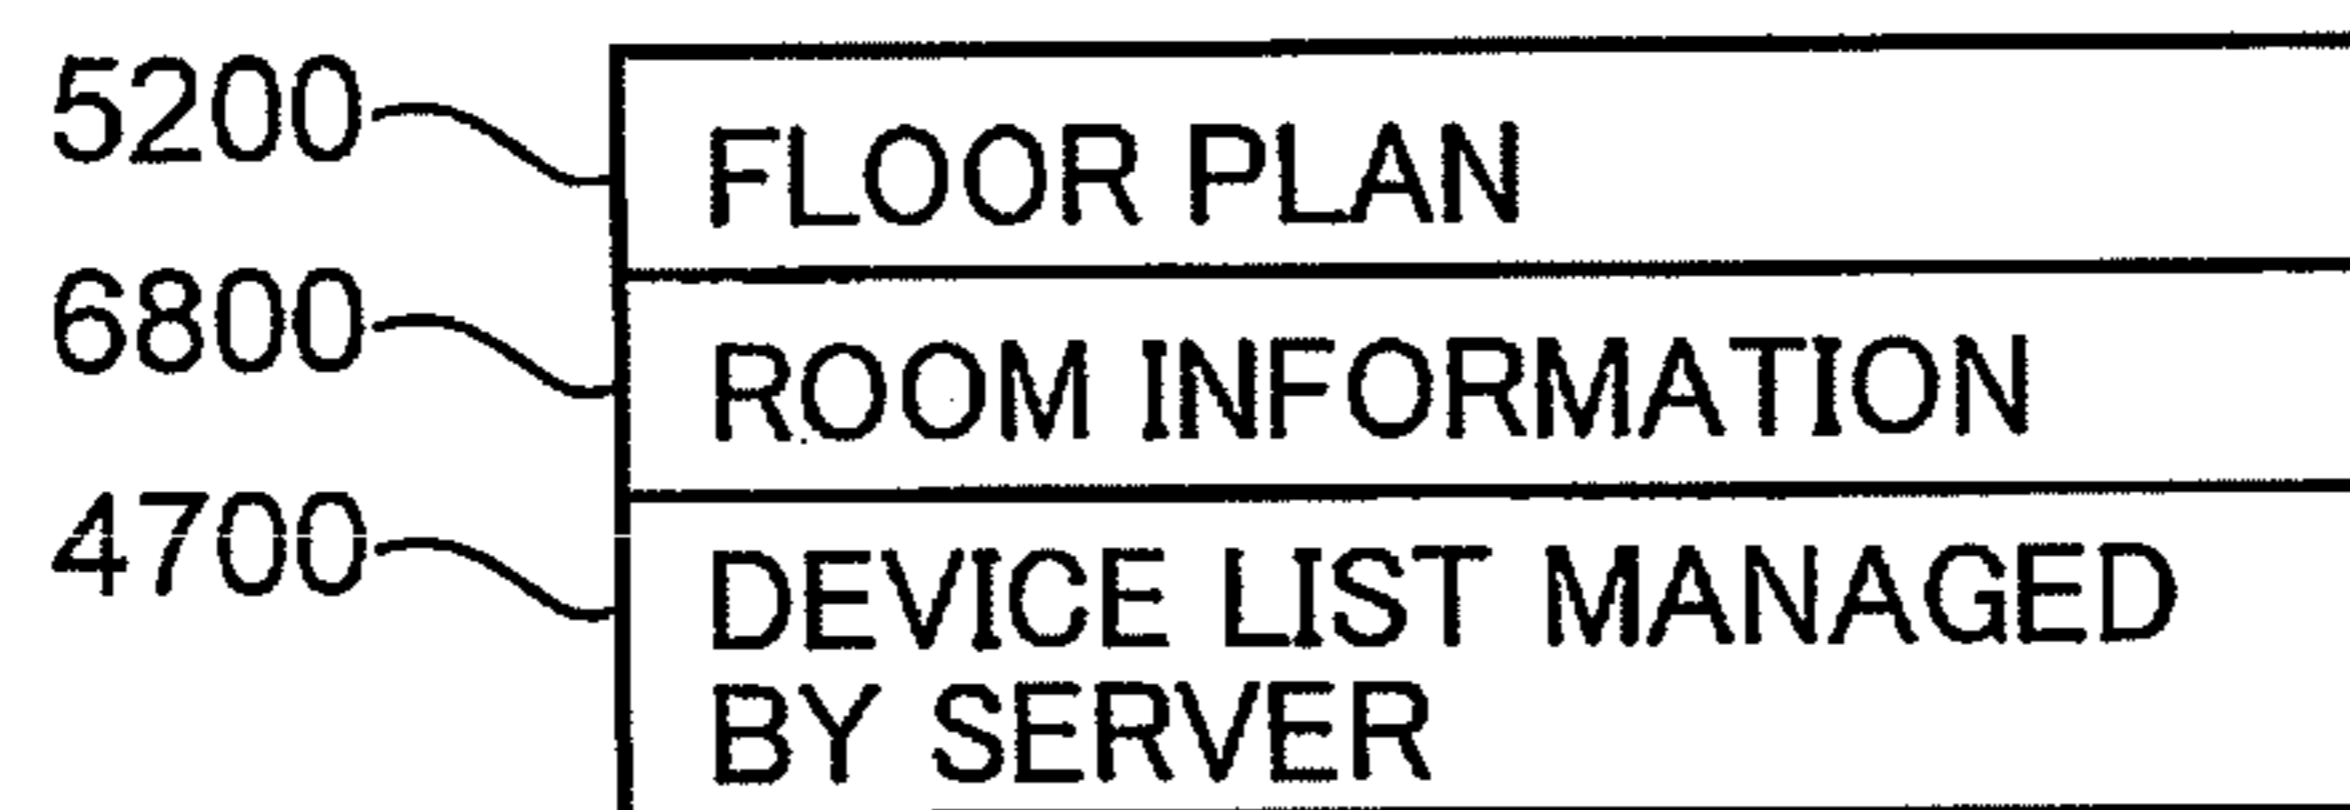 5200
FLOOR PLAN
6800
ROOM INFORMATION
4700
DEVICE LIST MANAGED
BY SERVER